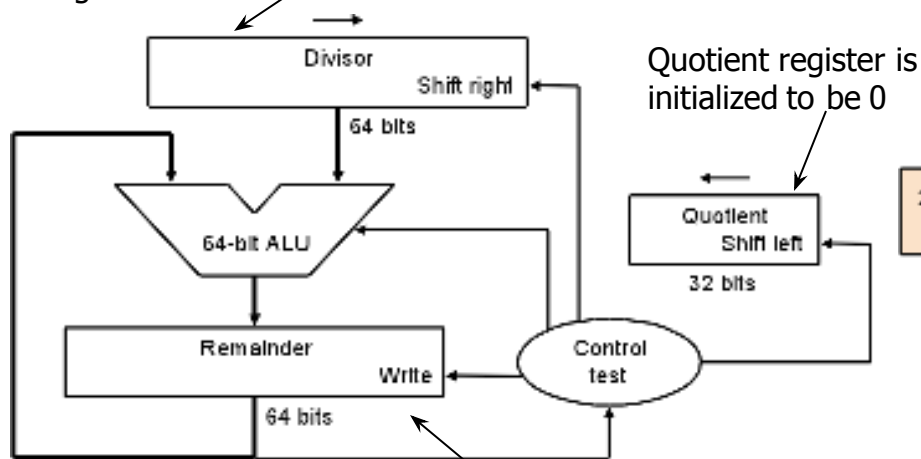 Divisor
Shift right
Quotient register is
initialized to be 0
64 bits
64-bit ALU
Quotient
Shift left
32 bits
Remainder
Write
Control
test
64 bits